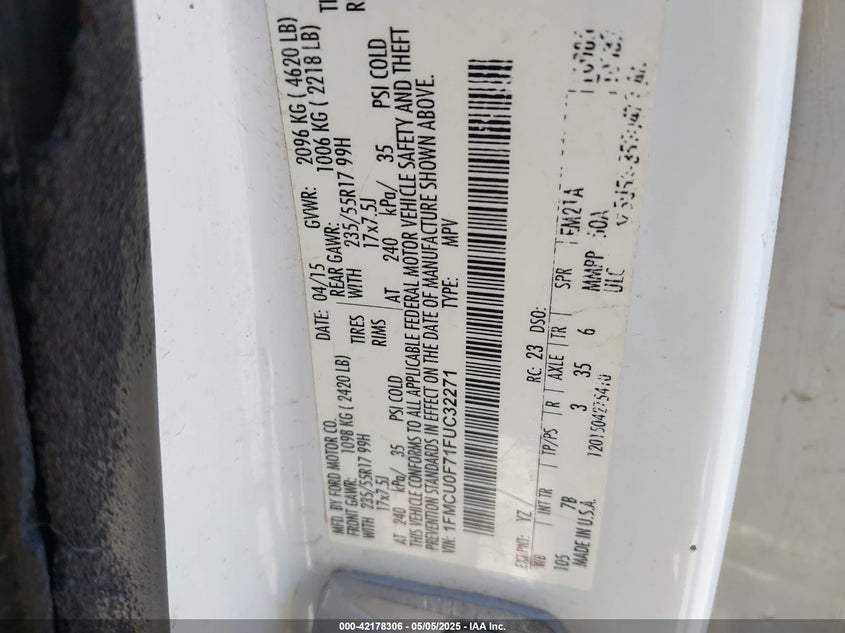 MFD. BY FORD MOTOR CO.
DATE: 04/15 GVWR: 2096 KG ( 4620 LB)
FRONT GAWR: 1098 KG ( 2420 LB) REAR GAWR: 1006 KG ( 2218 LB)
WITH 235/55R17 99H TIRES WITH 235/55R17 99H
17x7.5J RIMS 17x7.5J
AT 240 kPa/ 35 PSI COLD AT 240 kPa/ 35 PSI COLD
THIS VEHICLE CONFORMS TO ALL APPLICABLE FEDERAL MOTOR VEHICLE SAFETY AND THEFT
PREVENTION STANDARDS IN EFFECT ON THE DATE OF MANUFACTURE SHOWN ABOVE.
VIN: 1FMCU0F71FUC32271 TYPE: MPV
EXT PNT: YZ RC: 23 DSO:
WB INT TR TP/PS R AXLE TR SPR
105 7B 3 35 6 MMPP
MADE IN U.S.A. ULC
000-42178306 - 05/05/2025 - IAA Inc.